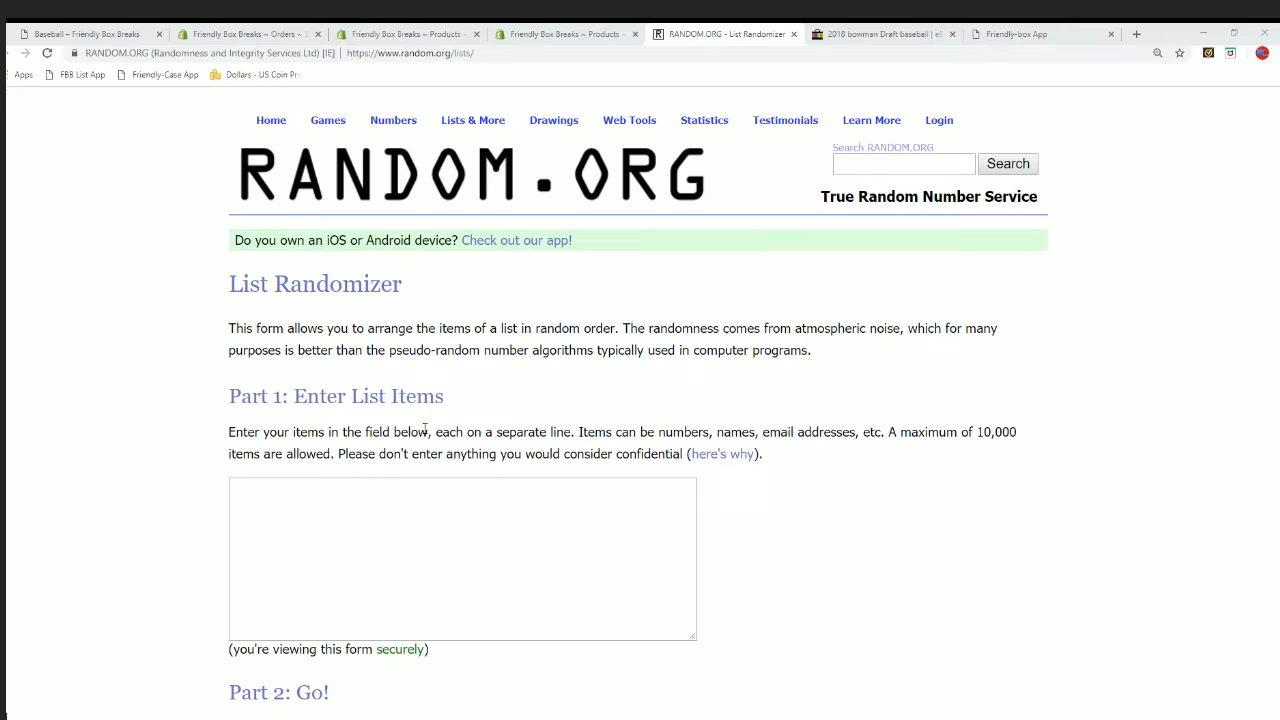 Baseball – Friendly Box Breaks
Friendly Box Breaks ~ Orders ~
Friendly Box Breaks ~ Products ~
Friendly Box Breaks ~ Products ~
RANDOM.ORG - List Randomizer
2018 bowman Draft baseball | e
Friendly-box App
RANDOM.ORG (Randomness and Integrity Services Ltd) [IE] | https://www.random.org/lists/
Apps FBB List App Friendly-Case App Dollars - US Coin Pri
Home Games Numbers Lists & More Drawings Web Tools Statistics Testimonials Learn More Login
RANDOM.ORG
Search RANDOM.ORG
Search
True Random Number Service
Do you own an iOS or Android device? Check out our app!
List Randomizer
This form allows you to arrange the items of a list in random order. The randomness comes from atmospheric noise, which for many
purposes is better than the pseudo-random number algorithms typically used in computer programs.
Part 1: Enter List Items
Enter your items in the field below, each on a separate line. Items can be numbers, names, email addresses, etc. A maximum of 10,000
items are allowed. Please don't enter anything you would consider confidential (here's why).
(you're viewing this form securely)
Part 2: Go!